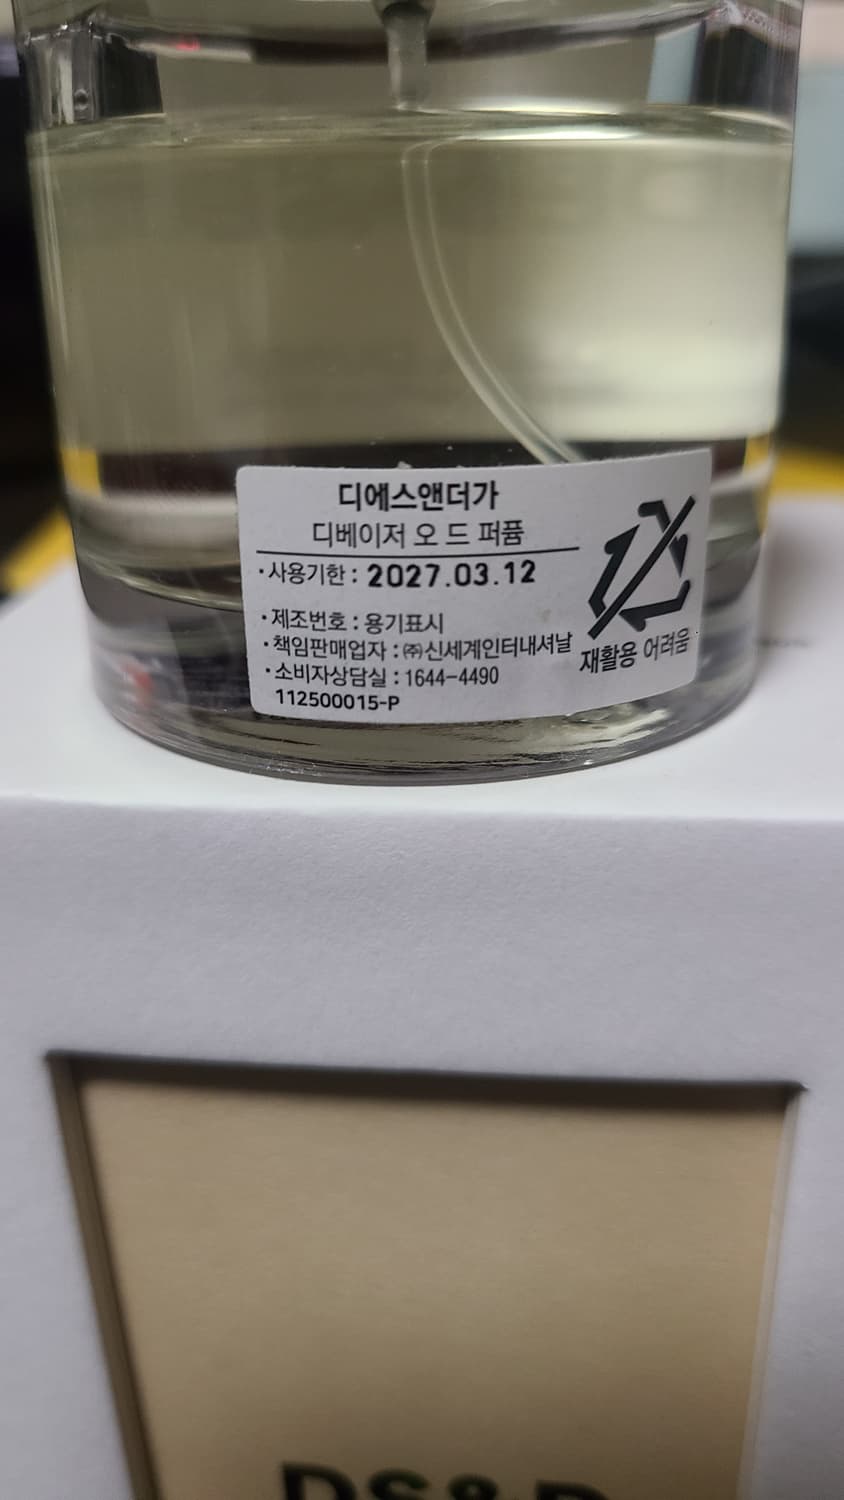 디에스앤더가
디베이저 오 드 퍼퓸
·사용기한 : 2027.03.12
·제조번호 : 용기표시
·책임판매업자 : ㈜신세계인터내셔날
·소비자상담실 : 1644-4490
112500015-P
재활용 어려움